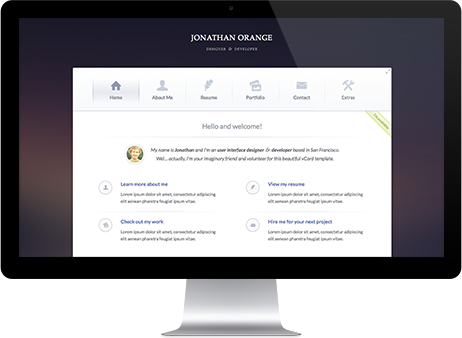 JONATHAN ORANGE
DESIGNER & DEVELOPER
Home About Me Resume Portfolio Contact Extras
Hello and welcome!
My name is Jonathan and I'm an user interface designer & developer based in San Francisco.
Well... actually, I'm your imaginary friend and volunteer for this beautiful vCard template.
Learn more about me
Lorem ipsum dolor sit amet, consectetur adipiscing
elit aenean pharetra feugiat ipsum vitae.
View my resume
Lorem ipsum dolor sit amet, consectetur adipiscing
elit aenean pharetra feugiat ipsum vitae.
Check out my work
Lorem ipsum dolor sit amet, consectetur adipiscing
elit aenean pharetra feugiat ipsum vitae.
Hire me for your next project
Lorem ipsum dolor sit amet, consectetur adipiscing
elit aenean pharetra feugiat ipsum vitae.